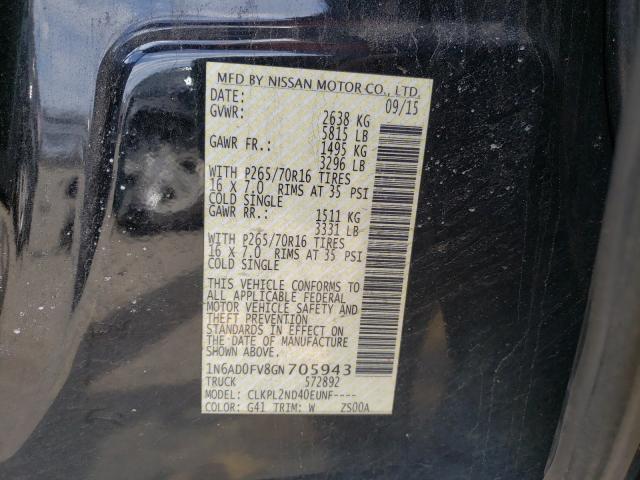 MFD BY NISSAN MOTOR CO., LTD.
DATE: 09/15
GVWR: 2638 KG
5815 LB
GAWR FR.: 1495 KG
3296 LB
WITH P265/70R16 TIRES
16 X 7.0 RIMS AT 35 PSI
COLD SINGLE
GAWR RR.: 1511 KG
3331 LB
WITH P265/70R16 TIRES
16 X 7.0 RIMS AT 35 PSI
COLD SINGLE
THIS VEHICLE CONFORMS TO
ALL APPLICABLE FEDERAL
MOTOR VEHICLE SAFETY AND
THEFT PREVENTION
STANDARDS IN EFFECT ON
THE DATE OF MANUFACTURE
SHOWN ABOVE.
1N6AD0FV8GN705943
TRUCK 572892
MODEL: CLKPL2ND40EUNF----
COLOR: G41 TRIM: W ZS00A